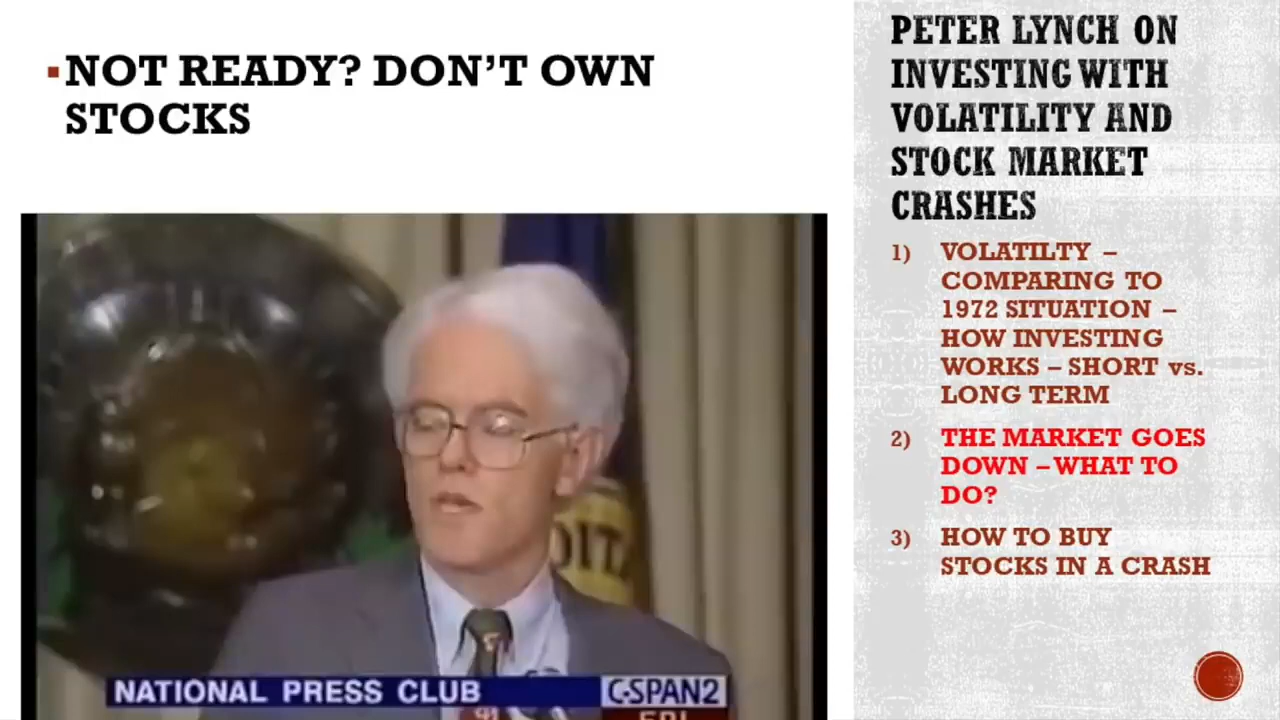 ▪NOT READY? DON’T OWN
STOCKS
PETER LYNCH ON
INVESTING WITH
VOLATILITY AND
STOCK MARKET
CRASHES
1) VOLATILTY –
COMPARING TO
1972 SITUATION –
HOW INVESTING
WORKS – SHORT vs.
LONG TERM
2) THE MARKET GOES
DOWN – WHAT TO
DO?
3) HOW TO BUY
STOCKS IN A CRASH
NATIONAL PRESS CLUB
C-SPAN2